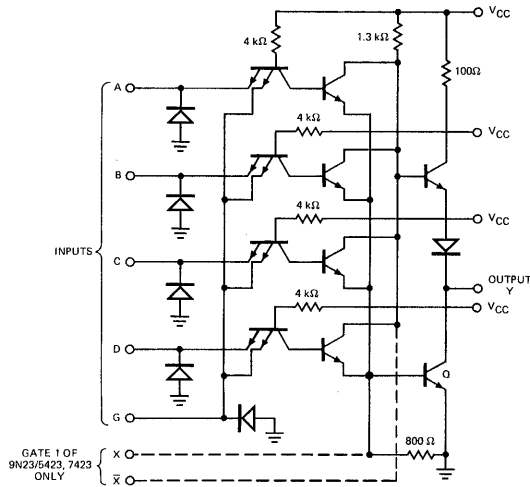 VCC
4 kΩ
1.3 kΩ
100Ω
A
4 kΩ
VCC
B
4 kΩ
VCC
INPUTS
C
4 kΩ
OUTPUT
Y
VCC
D
Q
G
GATE 1 OF
9N23/5423, 7423
ONLY
X
X̅
800 Ω